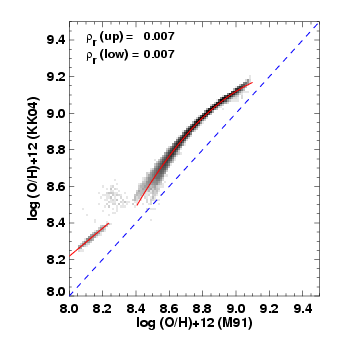 ρr (up) = 0.007
ρr (low) = 0.007
9.4
9.2
9.0
8.8
8.6
8.4
8.2
8.0
log (O/H)+12 (KK04)
8.0 8.2 8.4 8.6 8.8 9.0 9.2 9.4
log (O/H)+12 (M91)